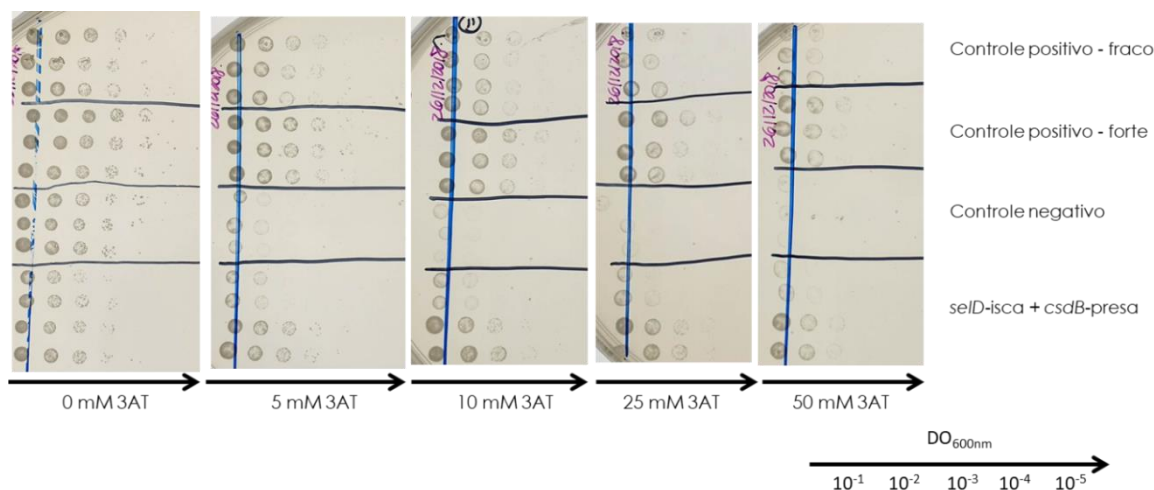 Controle positivo - fraco
Controle positivo - forte
Controle negativo
selD-isca + csdB-presa
0 mM 3AT
5 mM 3AT
10 mM 3AT
25 mM 3AT
50 mM 3AT
DO600nm
10-1 10-2 10-3 10-4 10-5